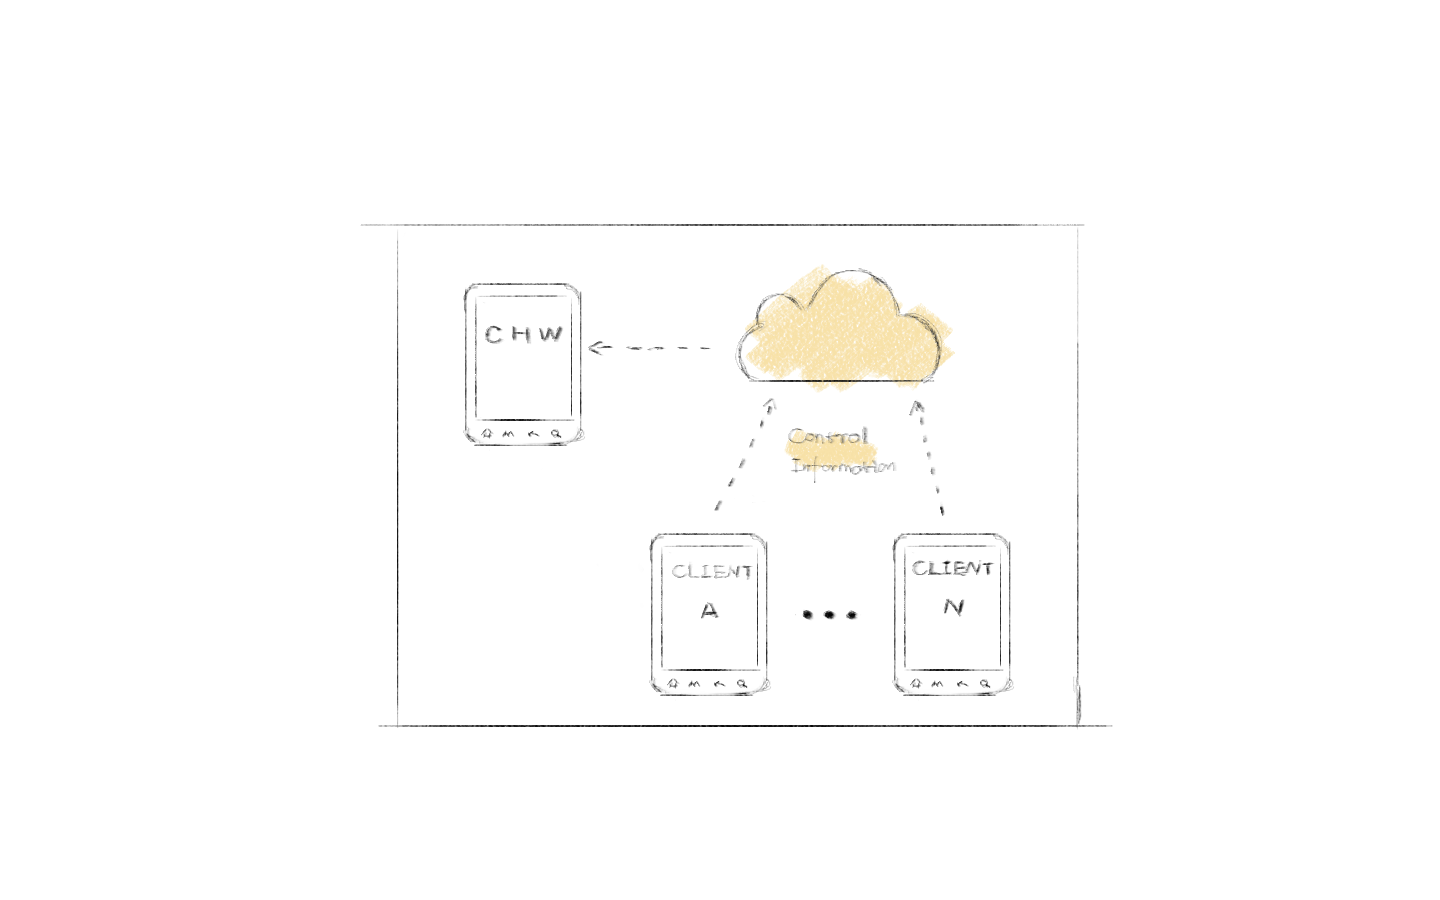 CHW
Control
Information
CLIENT
A
CLIENT
N